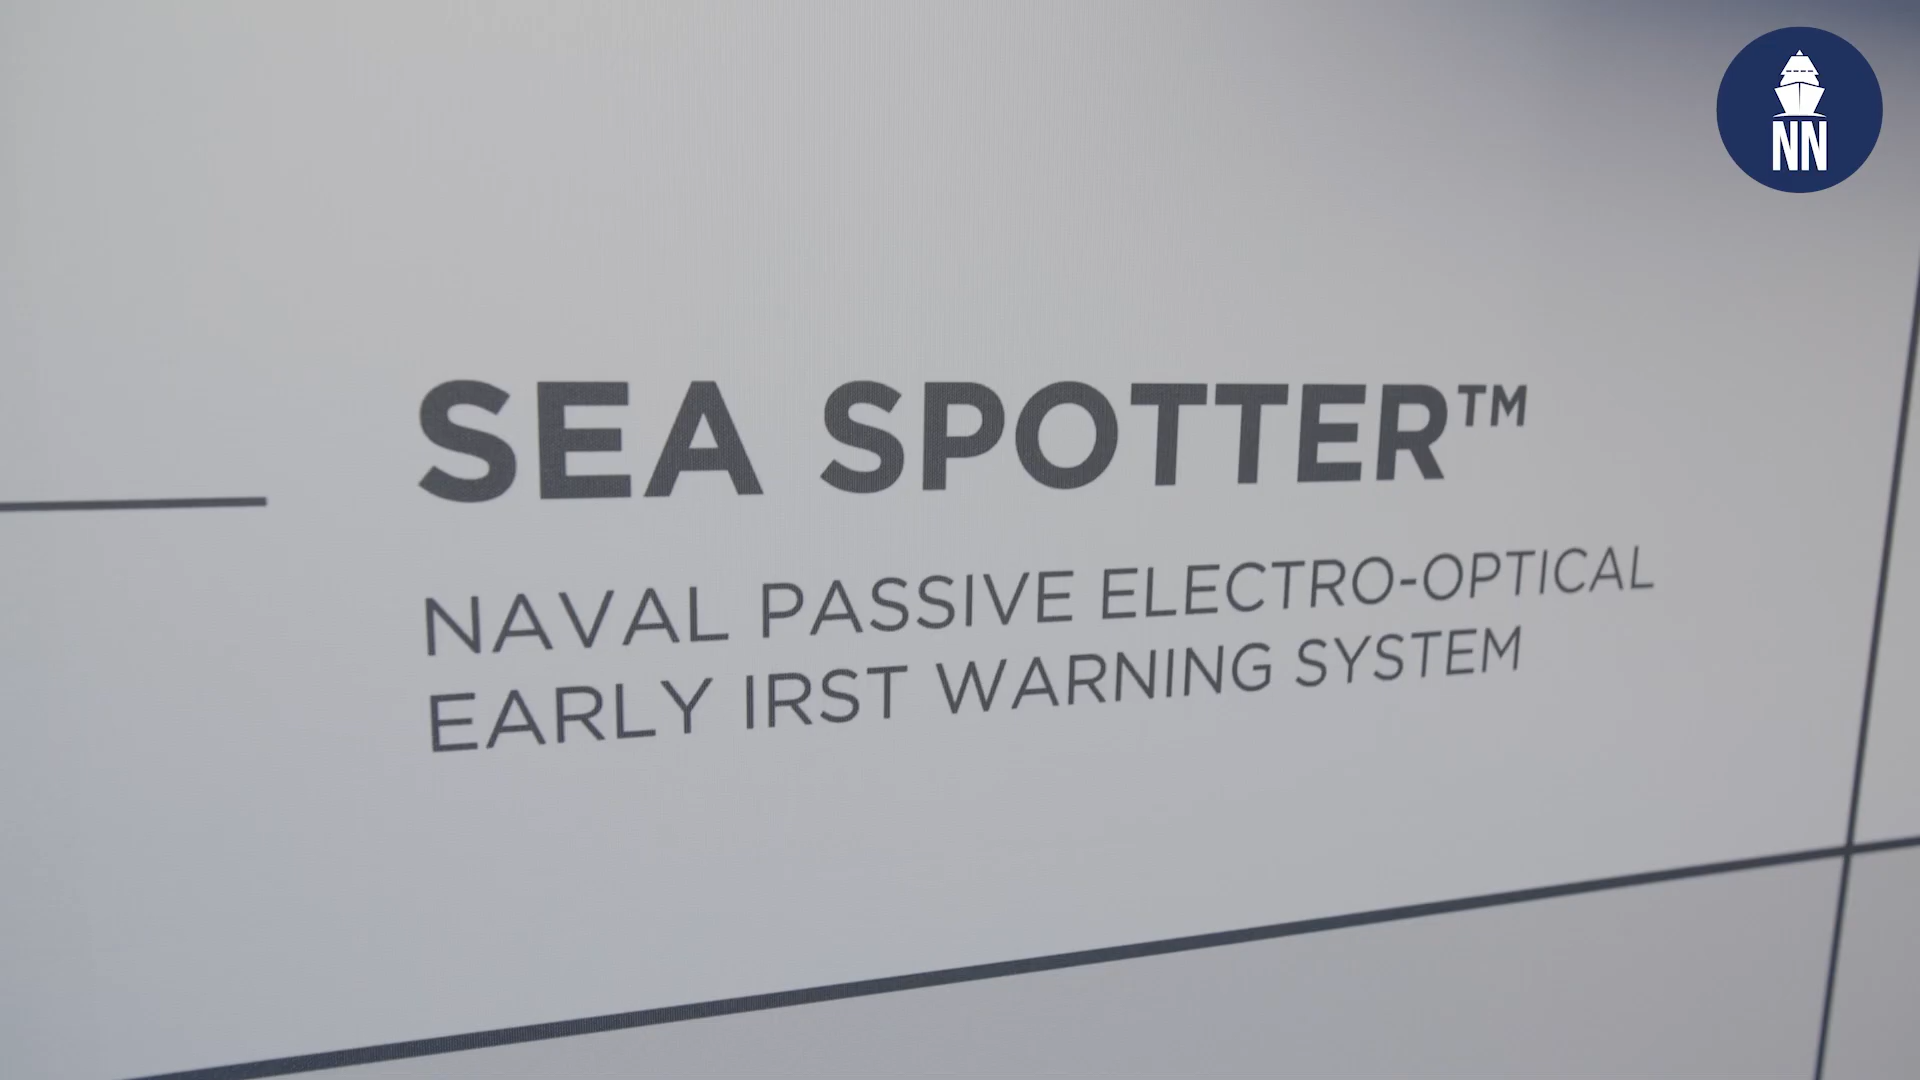 NN
SEA SPOTTER™
NAVAL PASSIVE ELECTRO-OPTICAL
EARLY IRST WARNING SYSTEM